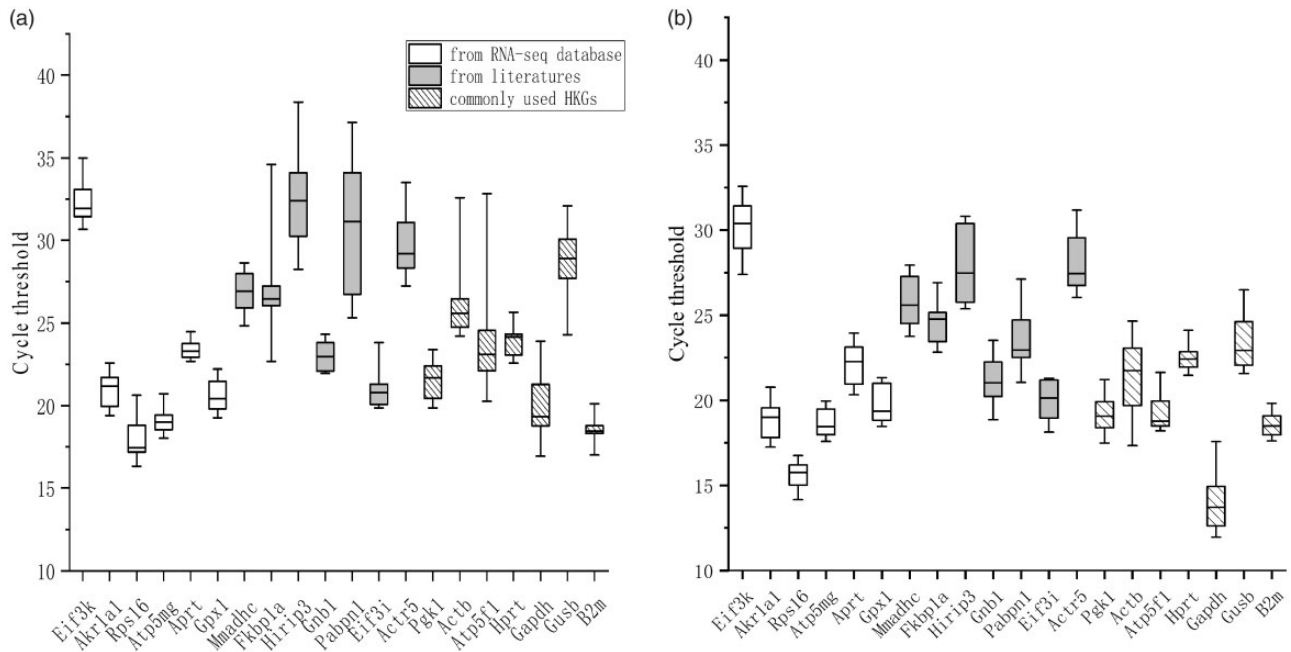 (a)
(b)
from RNA-seq database
from literatures
commonly used HKGs
Cycle threshold
40
35
30
25
20
15
10
Eif3k
Akr1a1
Rps16
Atp5mg
Aprt
Gpx1
Mmadhc
Fkbp1a
Hirip3
Gnb1
Pabpn1
Eif3i
Actr5
Pgk1
Actb
Atp5f1
Hprt
Gapdh
Gusb
B2m
Cycle threshold
40
35
30
25
20
15
10
Eif3k
Akr1a1
Rps16
Atp5mg
Aprt
Gpx1
Mmadhc
Fkbp1a
Hirip3
Gnb1
Pabpn1
Eif3i
Actr5
Pgk1
Actb
Atp5f1
Hprt
Gapdh
Gusb
B2m